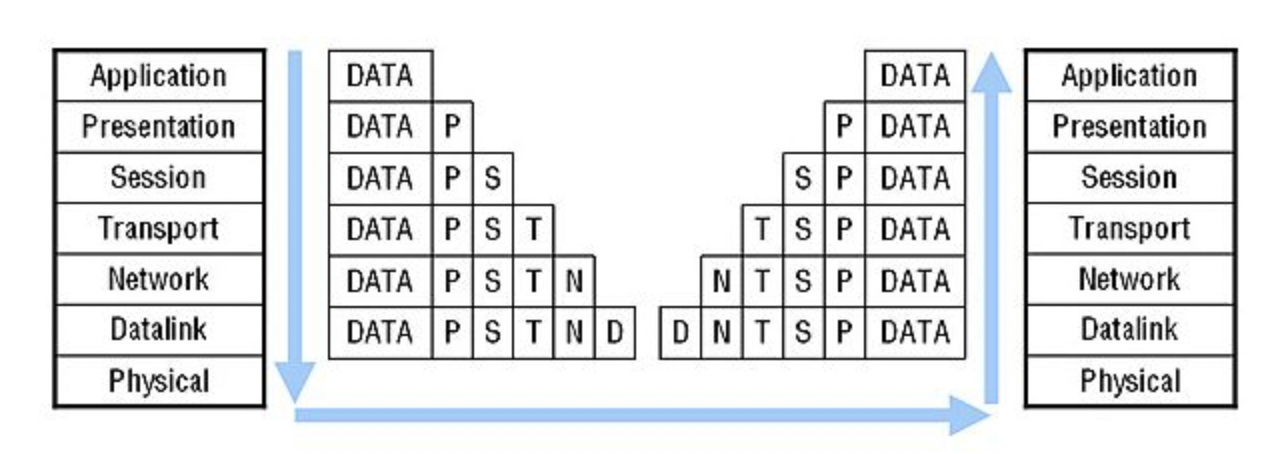 Application DATA DATA Application
Presentation DATA P P DATA Presentation
Session DATA P S S P DATA Session
Transport DATA P S T T S P DATA Transport
Network DATA P S T N N T S P DATA Network
Datalink DATA P S T N D D N T S P DATA Datalink
Physical Physical